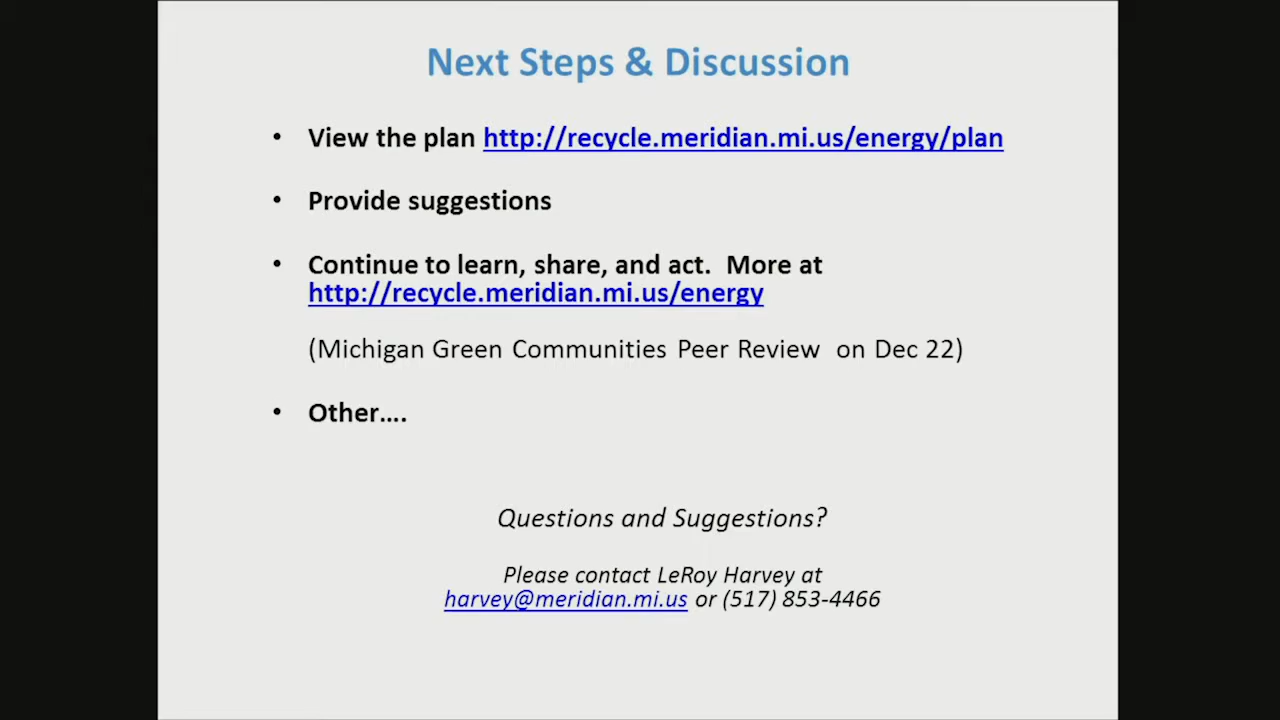 Next Steps & Discussion
• View the plan http://recycle.meridian.mi.us/energy/plan
• Provide suggestions
• Continue to learn, share, and act.  More at
http://recycle.meridian.mi.us/energy
(Michigan Green Communities Peer Review  on Dec 22)
• Other....
Questions and Suggestions?
Please contact LeRoy Harvey at
harvey@meridian.mi.us or (517) 853-4466